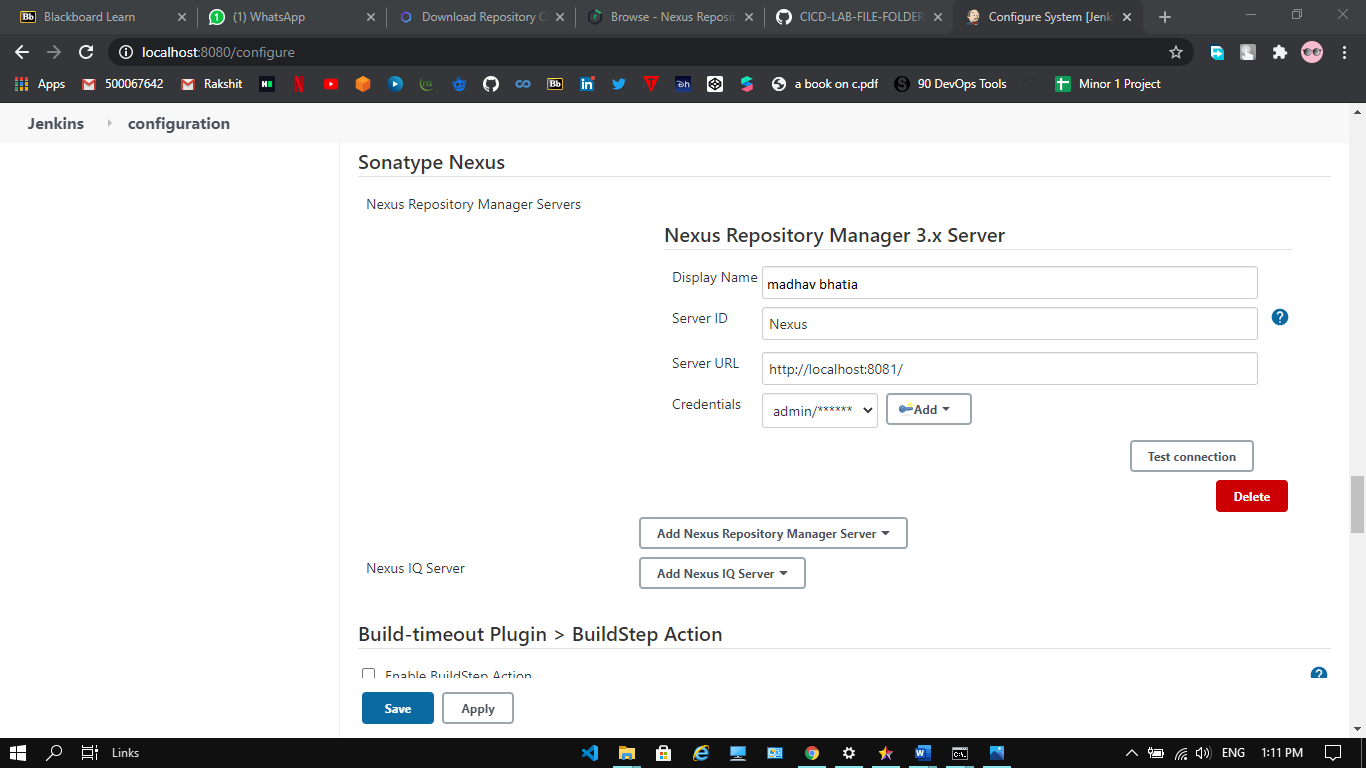 Blackboard Learn
(1) WhatsApp
Download Repository C
Browse - Nexus Reposit
CICD-LAB-FILE-FOLDER
Configure System [Jenk
localhost:8080/configure
Apps
500067642
Rakshit
a book on c.pdf
90 DevOps Tools
Minor 1 Project
Jenkins
configuration
Sonatype Nexus
Nexus Repository Manager Servers
Nexus Repository Manager 3.x Server
Display Name
madhav bhatia
Server ID
Nexus
Server URL
http://localhost:8081/
Credentials
admin/******
Add
Test connection
Delete
Add Nexus Repository Manager Server
Nexus IQ Server
Add Nexus IQ Server
Build-timeout Plugin > BuildStep Action
Enable BuildStep Action
Save
Apply
Links
ENG
1:11 PM